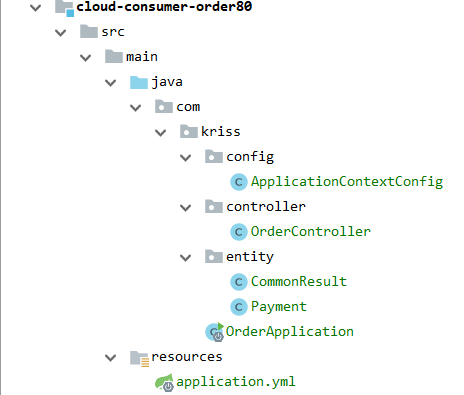 cloud-consumer-order80
src
main
java
com
kriss
config
ApplicationContextConfig
controller
OrderController
entity
CommonResult
Payment
OrderApplication
resources
application.yml